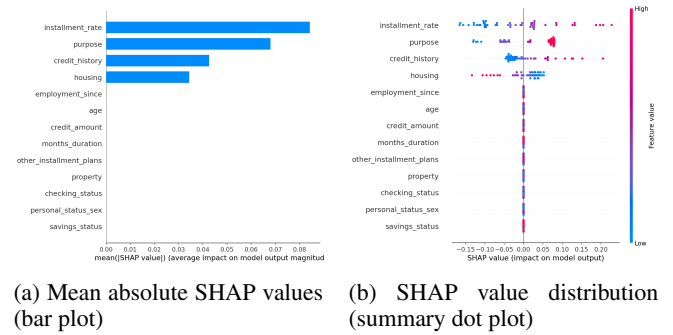 installment_rate
purpose
credit_history
housing
employment_since
age
credit_amount
months_duration
other_installment_plans
property
checking_status
personal_status_sex
savings_status
0.00 0.01 0.02 0.03 0.04 0.05 0.06 0.07 0.08
mean(|SHAP value|) (average impact on model output magnitud
installment_rate
purpose
credit_history
housing
employment_since
age
credit_amount
months_duration
other_installment_plans
property
checking_status
personal_status_sex
savings_status
−0.15 −0.10 −0.05 0.00 0.05 0.10 0.15 0.20
SHAP value (impact on model output)
High
Feature value
Low
(a) Mean absolute SHAP values
(bar plot)
(b) SHAP value distribution
(summary dot plot)